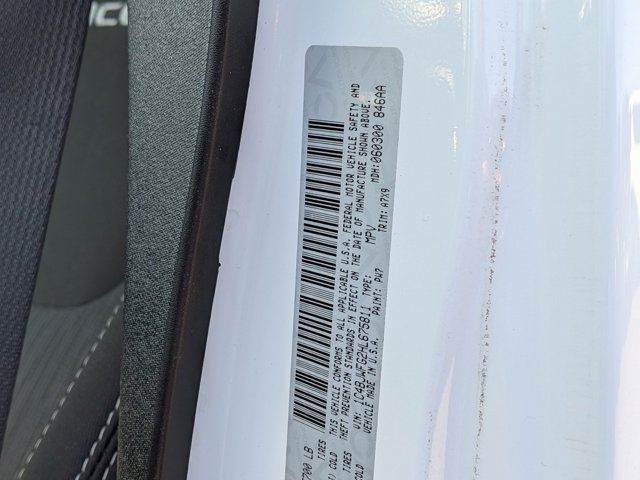 5700 LB
TIRES
COLD
THIS VEHICLE CONFORMS TO ALL APPLICABLE U.S.A. FEDERAL MOTOR VEHICLE SAFETY AND
THEFT PREVENTION STANDARDS IN EFFECT ON THE DATE OF MANUFACTURE SHOWN ABOVE.
VIN: 1C4BJWFG2HL675811 TYPE: MPV MDH:060300 846AA
VEHICLE MADE IN U.S.A. PAINT: PW7 TRIM: A7X9
TIRES
COLD